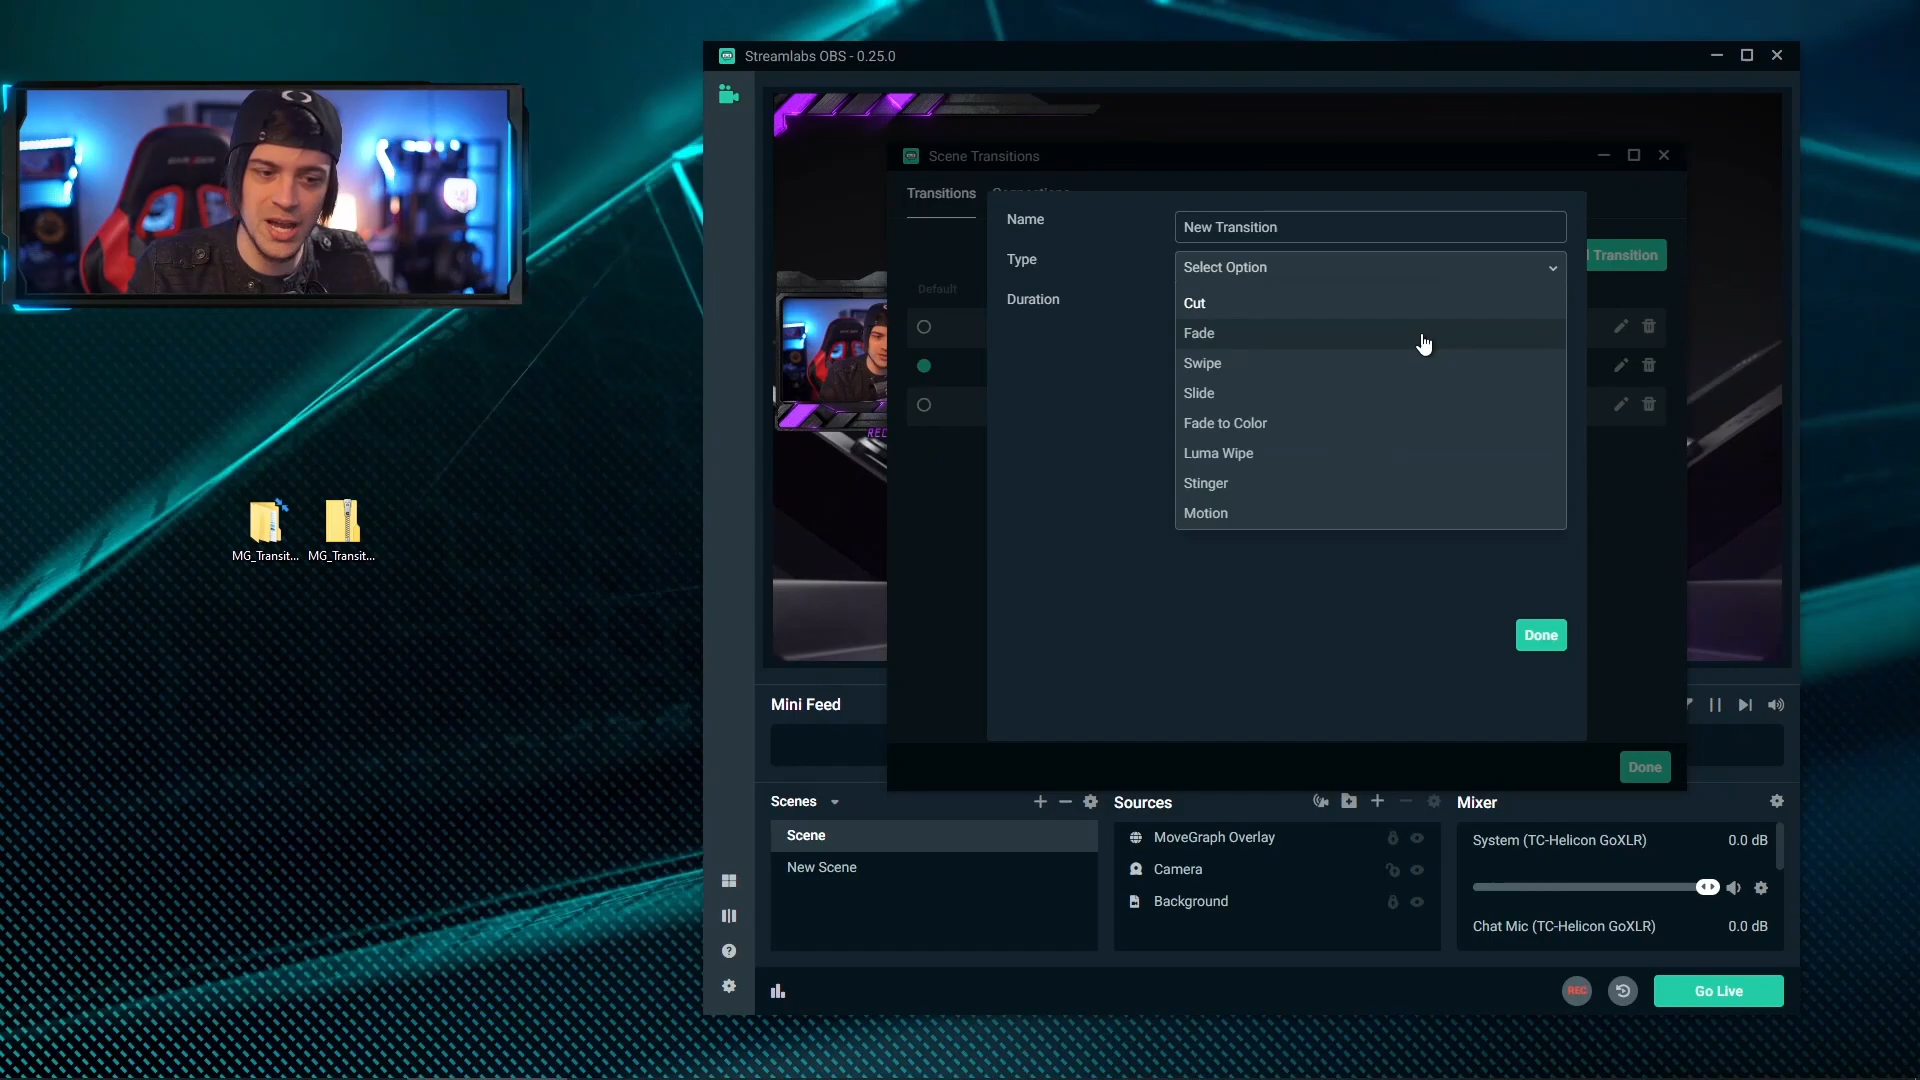 Streamlabs OBS - 0.25.0
Scene Transitions
Transitions
Connections
Name
New Transition
Type
Select Option
Transition
Default
Duration
Cut
Fade
Swipe
Slide
Fade to Color
Luma Wipe
Stinger
Motion
REC
MG_Transit...
MG_Transit...
Done
Mini Feed
Done
Scenes
Sources
Mixer
Scene
New Scene
MoveGraph Overlay
Camera
Background
System (TC-Helicon GoXLR)
0.0 dB
Chat Mic (TC-Helicon GoXLR)
0.0 dB
REC
Go Live